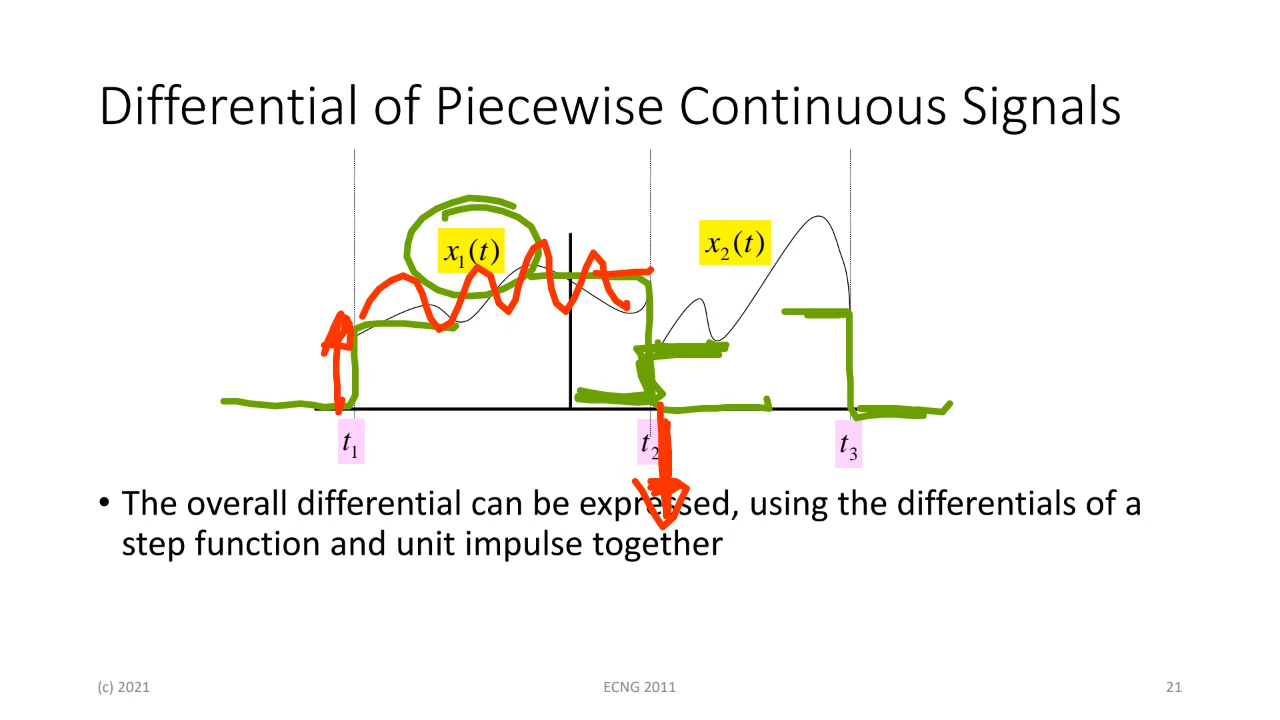 Differential of Piecewise Continuous Signals
x₁(t)
x₂(t)
t₁
t₂
t₃
• The overall differential can be expressed, using the differentials of a
step function and unit impulse together
(c) 2021
ECNG 2011
21